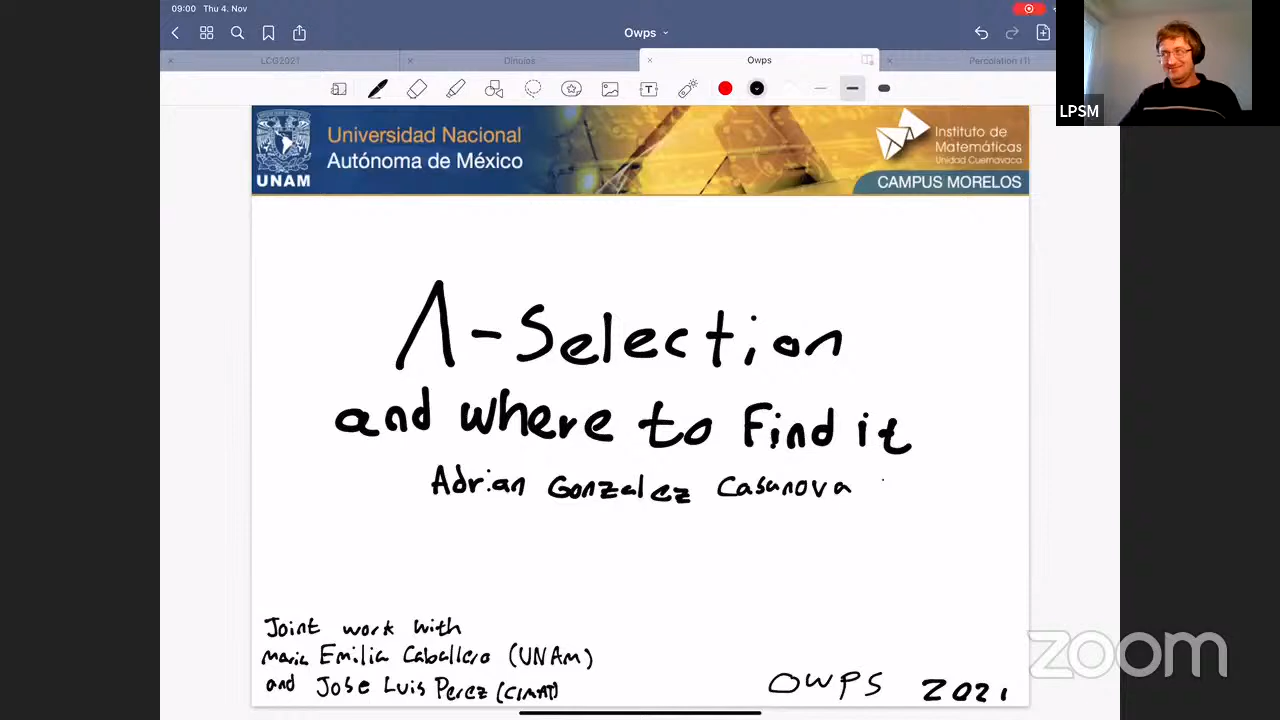 09:00 Thu 4. Nov
Owps
LCG2021
Dinulos
Owps
Percolation (1)
T
LPSM
UNAM
Universidad Nacional
Autónoma de México
Instituto de
Matemáticas
Unidad Cuernavaca
CAMPUS MORELOS
Λ-Selection
and where to Find it
Adrian Gonzalez Casanova
Joint work with
Maria Emilia Caballero (UNAM)
and Jose Luis Perez (CIMAT)
OWPS 2021
zoom